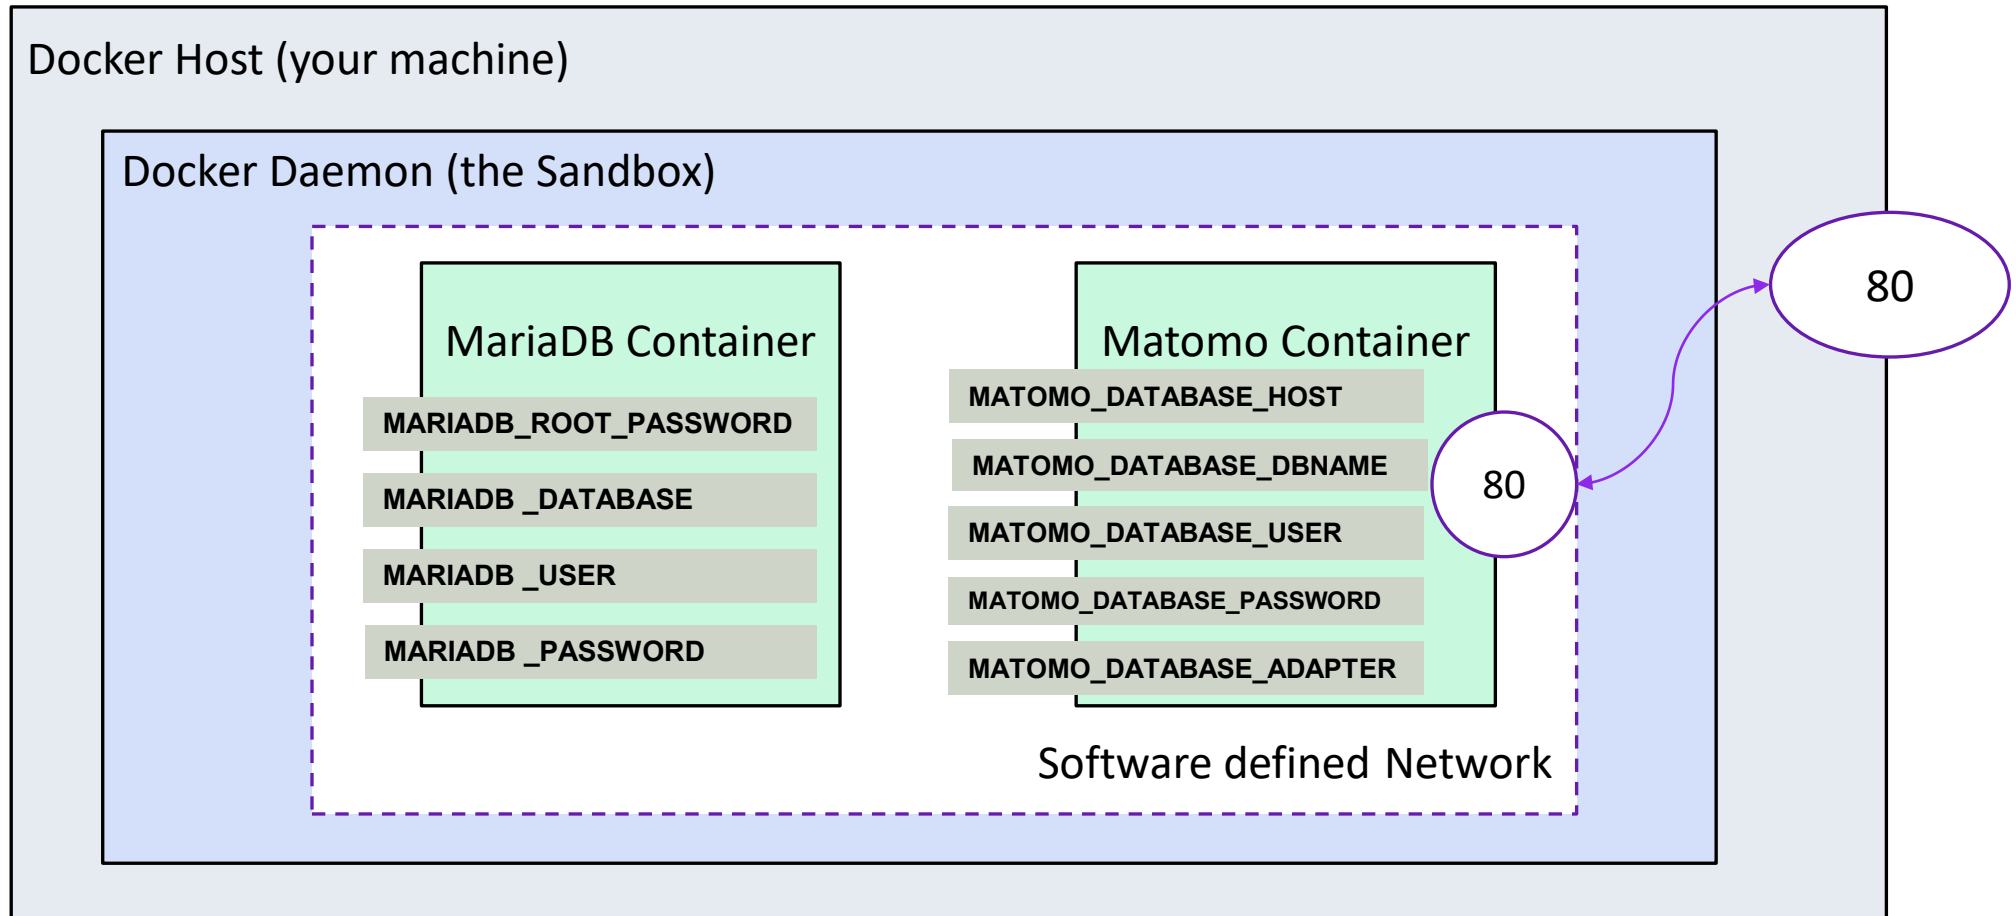 Docker Host (your machine)
Docker Daemon (the Sandbox)
MariaDB Container
MARIADB_ROOT_PASSWORD
MARIADB _DATABASE
MARIADB _USER
MARIADB _PASSWORD
Matomo Container
MATOMO_DATABASE_HOST
MATOMO_DATABASE_DBNAME
MATOMO_DATABASE_USER
MATOMO_DATABASE_PASSWORD
MATOMO_DATABASE_ADAPTER
80
80
Software defined Network